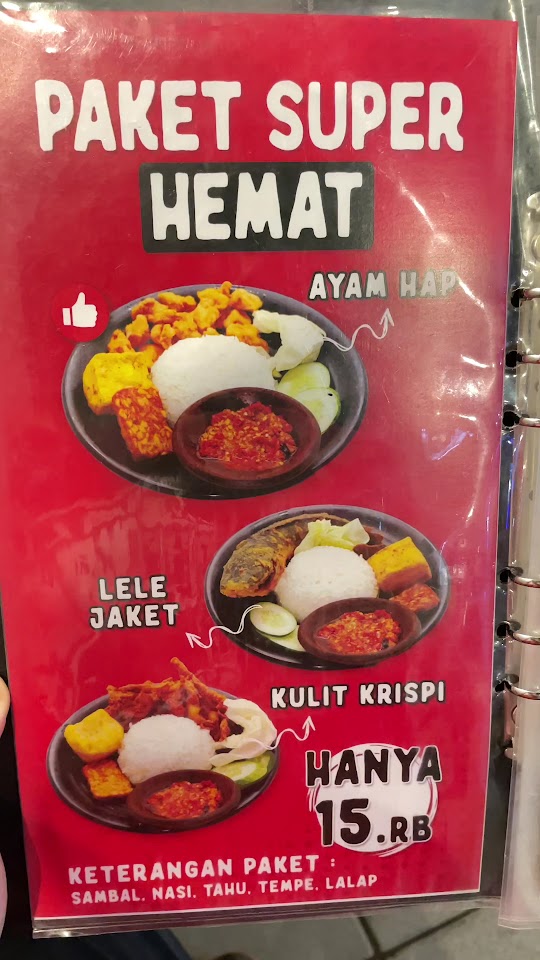 PAKET SUPER
HEMAT
AYAM HAP
LELE
JAKET
KULIT KRISPI
HANYA
15.RB
KETERANGAN PAKET :
SAMBAL, NASI, TAHU, TEMPE, LALAP